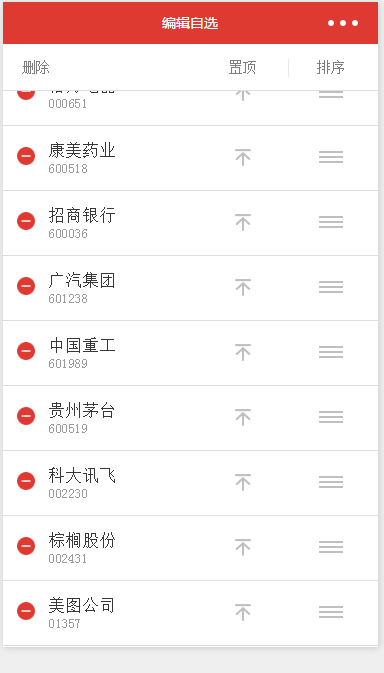 编辑自选
删除 置顶 排序
000651
康美药业
600518
招商银行
600036
广汽集团
601238
中国重工
601989
贵州茅台
600519
科大讯飞
002230
棕榈股份
002431
美图公司
01357